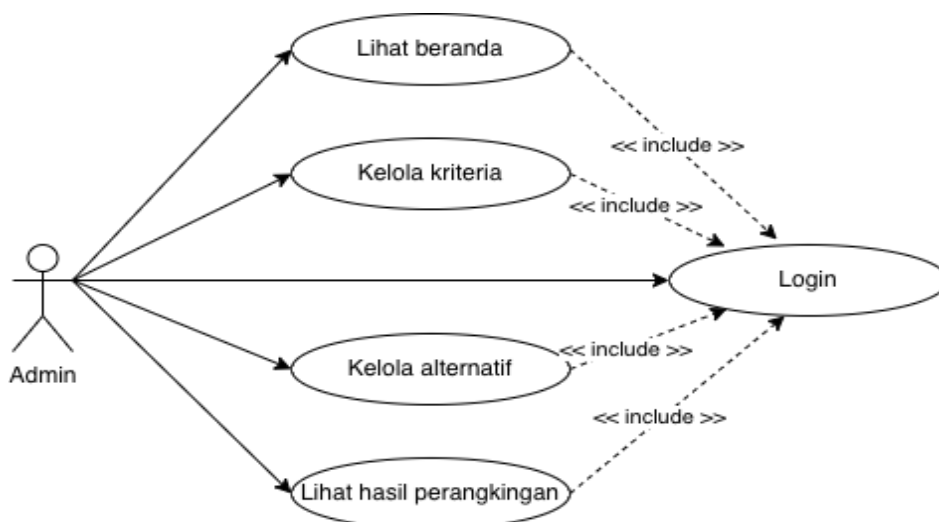 Lihat beranda
<< include >>
Kelola kriteria
<< include >>
Login
Admin
Kelola alternatif
<< include >>
<< include >>
Lihat hasil perangkingan